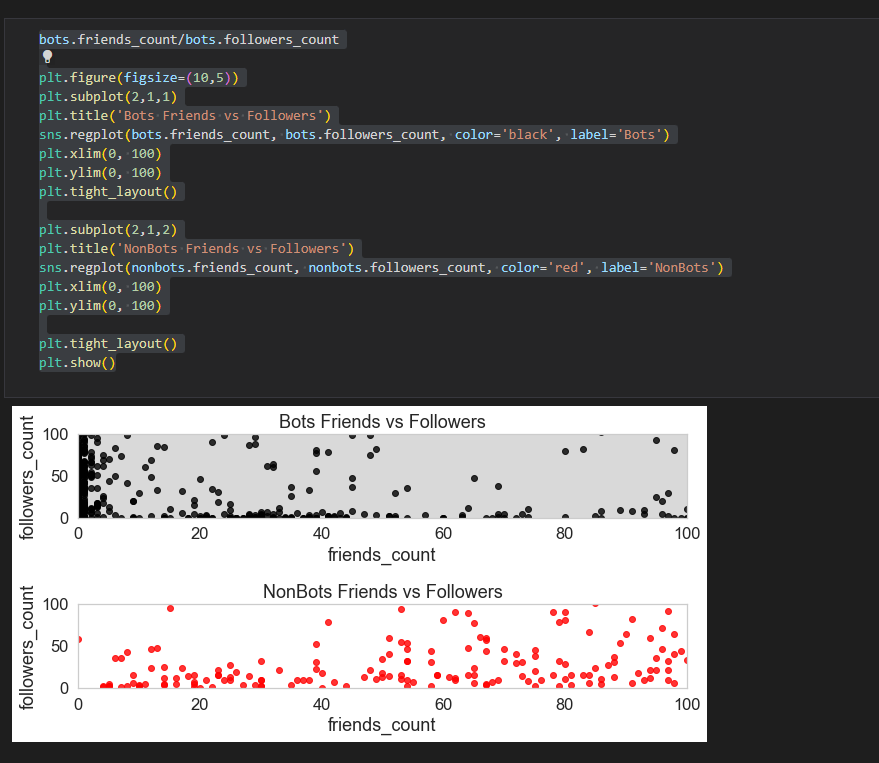 bots.friends_count/bots.followers_count
plt.figure(figsize=(10,5))
plt.subplot(2,1,1)
plt.title('Bots Friends vs Followers')
sns.regplot(bots.friends_count, bots.followers_count, color='black', label='Bots')
plt.xlim(0, 100)
plt.ylim(0, 100)
plt.tight_layout()
plt.subplot(2,1,2)
plt.title('NonBots Friends vs Followers')
sns.regplot(nonbots.friends_count, nonbots.followers_count, color='red', label='NonBots')
plt.xlim(0, 100)
plt.ylim(0, 100)
plt.tight_layout()
plt.show()
Bots Friends vs Followers
followers_count
100
50
0
0 20 40 60 80 100
friends_count
NonBots Friends vs Followers
followers_count
100
50
0
0 20 40 60 80 100
friends_count